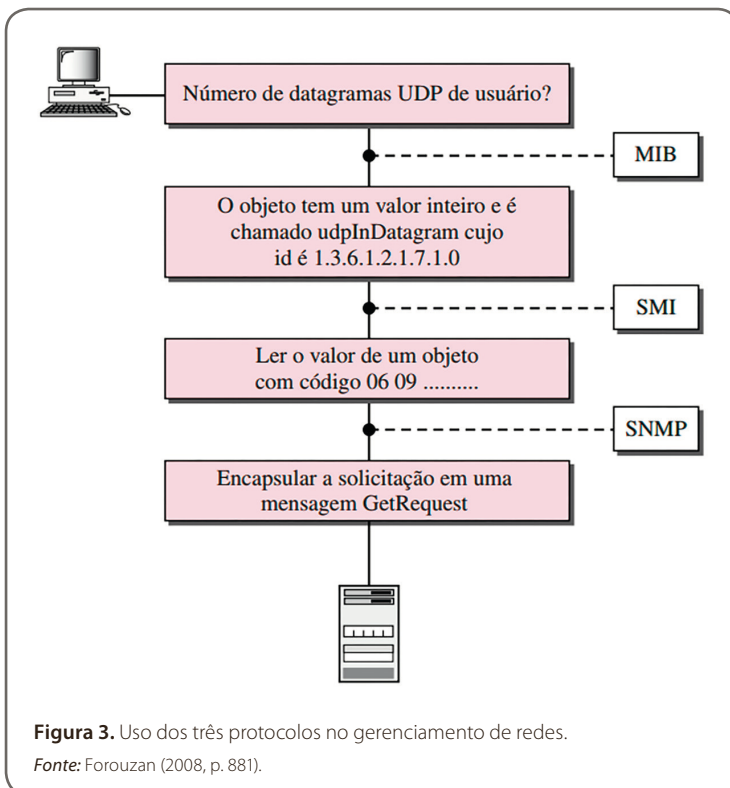 Número de datagramas UDP de usuário?
MIB
O objeto tem um valor inteiro e é
chamado udpInDatagram cujo
id é 1.3.6.1.2.1.7.1.0
SMI
Ler o valor de um objeto
com código 06 09 ..........
SNMP
Encapsular a solicitação em uma
mensagem GetRequest
Figura 3. Uso dos três protocolos no gerenciamento de redes.
Fonte: Forouzan (2008, p. 881).